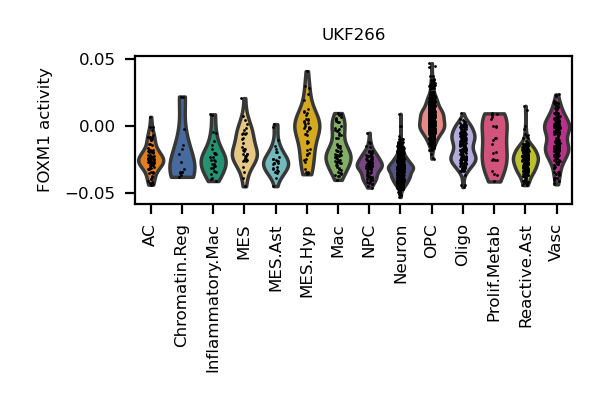 UKF266
FOXM1 activity
0.05
0.00
−0.05
AC
Chromatin.Reg
Inflammatory.Mac
MES
MES.Ast
MES.Hyp
Mac
NPC
Neuron
OPC
Oligo
Prolif.Metab
Reactive.Ast
Vasc